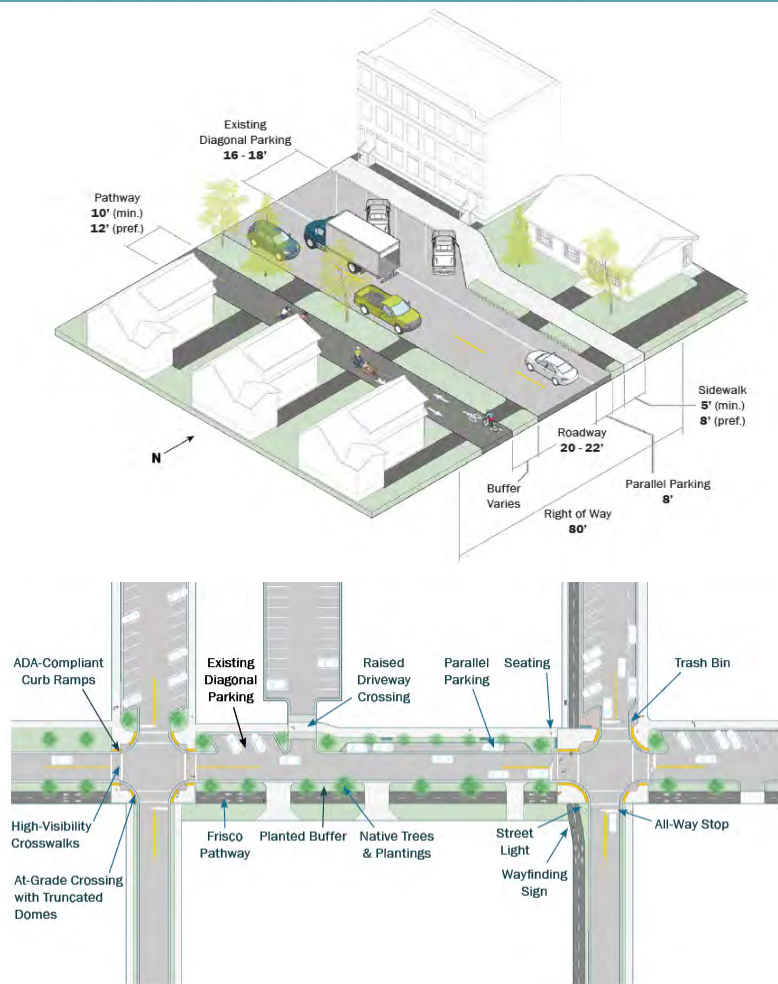 Existing
Diagonal Parking
16 - 18'
Pathway
10' (min.)
12' (pref.)
N
Sidewalk
5' (min.)
8' (pref.)
Roadway
20 - 22'
Parallel Parking
8'
Buffer
Varies
Right of Way
80'
ADA-Compliant
Curb Ramps
Existing
Diagonal
Parking
Raised
Driveway
Crossing
Parallel
Parking
Seating
Trash Bin
High-Visibility
Crosswalks
Frisco
Pathway
Planted Buffer
Native Trees
& Plantings
Street
Light
All-Way Stop
Wayfinding
Sign
At-Grade Crossing
with Truncated
Domes